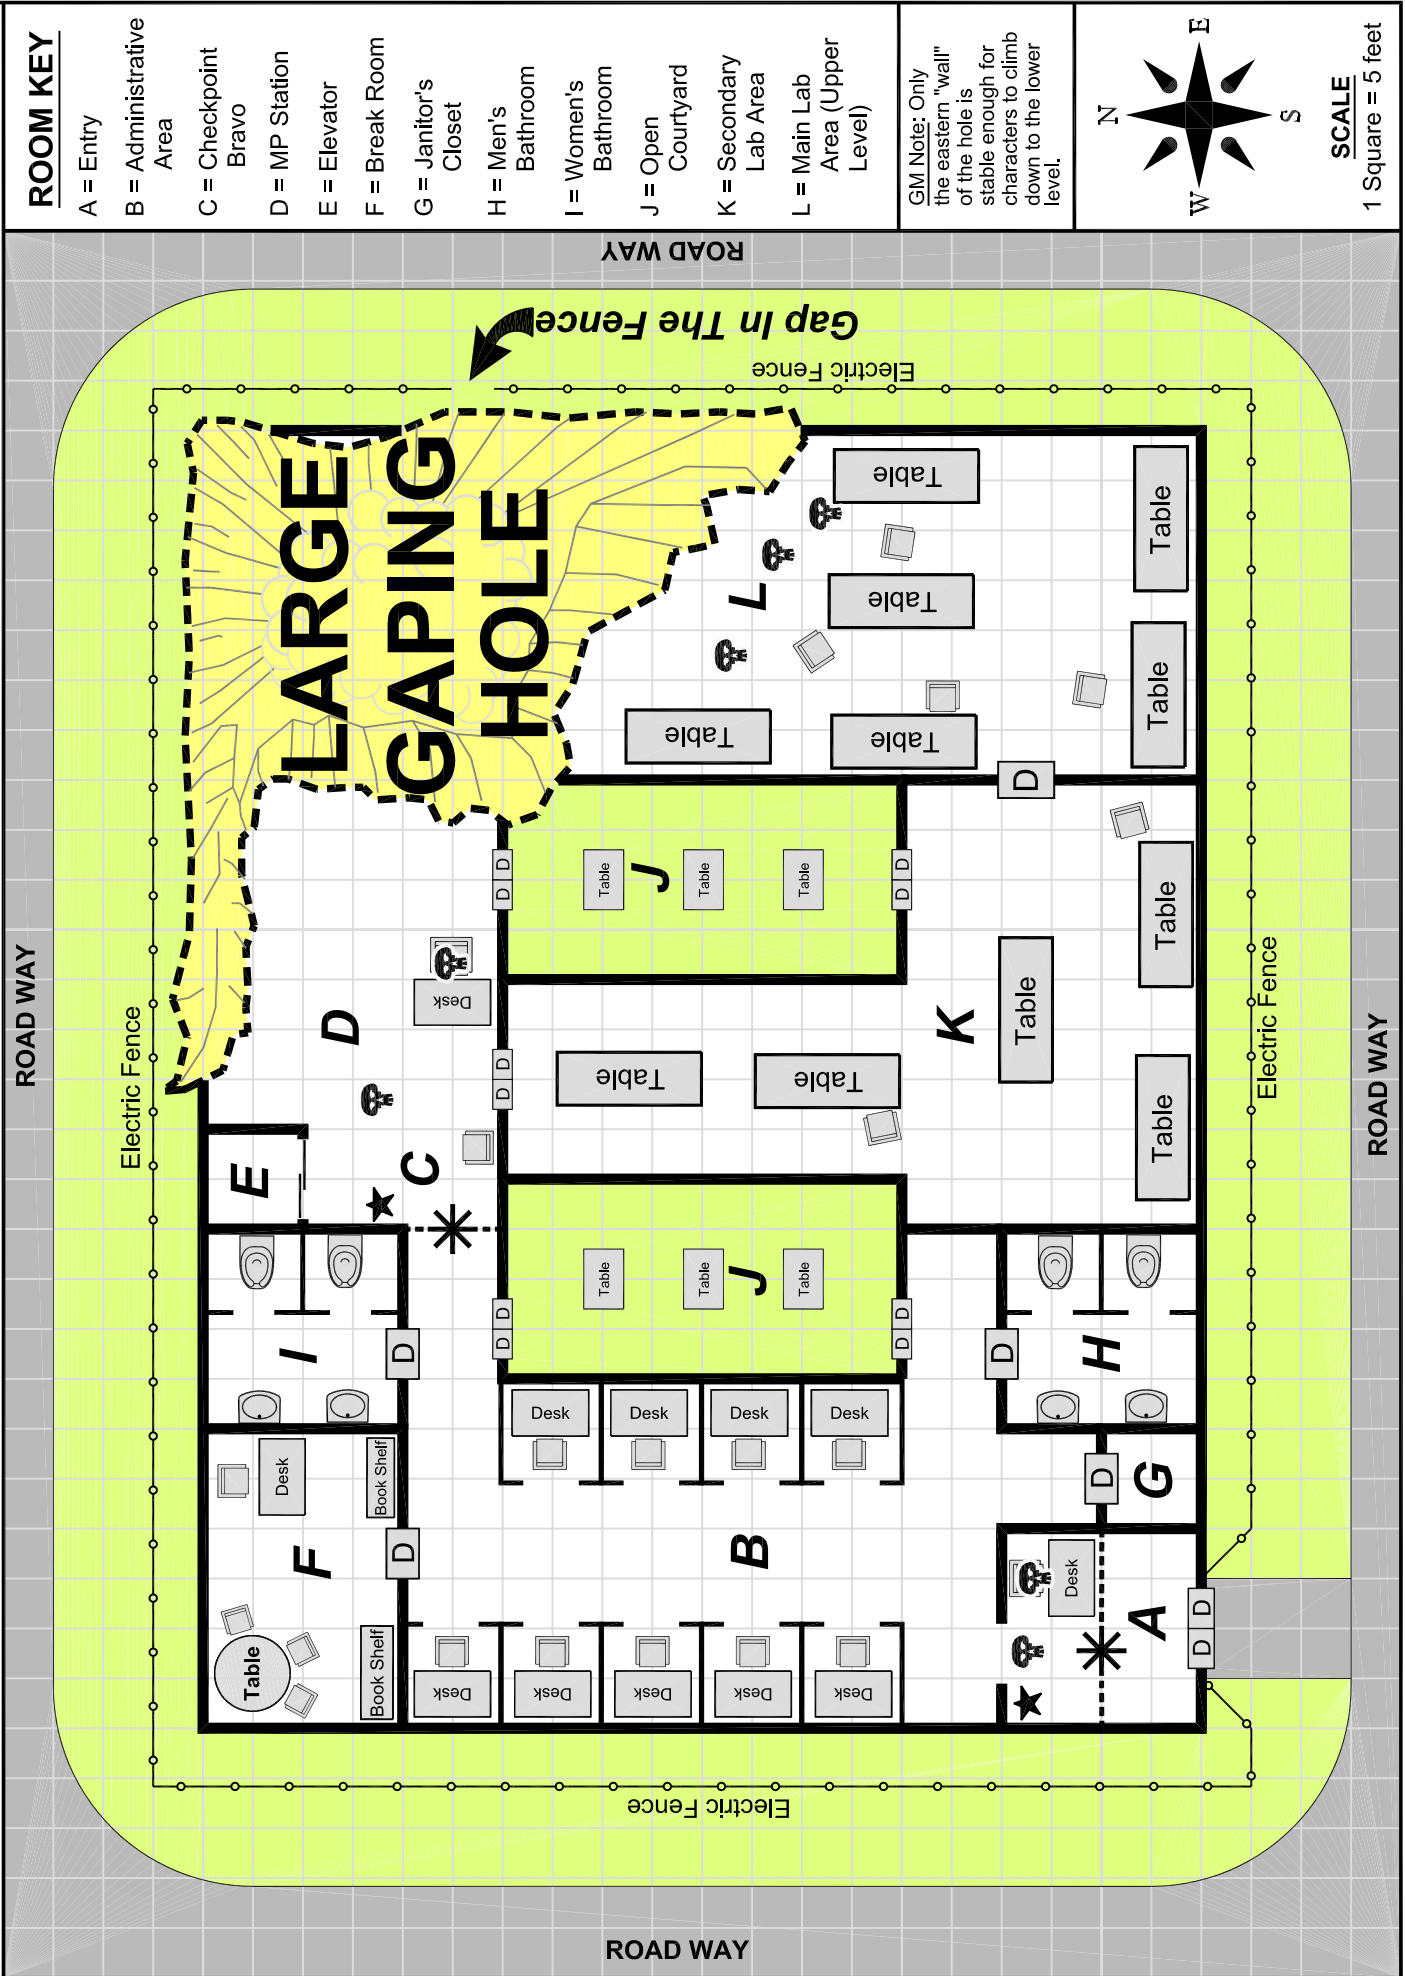 ROOM KEY
A = Entry
B = Administrative
Area
C = Checkpoint
Bravo
D = MP Station
E = Elevator
F = Break Room
G = Janitor's
Closet
H = Men's
Bathroom
I = Women's
Bathroom
J = Open
Courtyard
K = Secondary
Lab Area
L = Main Lab
Area (Upper
Level)
GM Note: Only
the eastern "wall"
of the hole is
stable enough for
characters to climb
down to the lower
level.
N
E
S
W
SCALE
1 Square = 5 feet
ROAD WAY
ROAD WAY
ROAD WAY
ROAD WAY
Gap In The Fence
Electric Fence
Electric Fence
Electric Fence
Electric Fence
LARGE
GAPING
HOLE
L
Table
Table
Table
Table
Table
Table
D
D
Desk
D
D
D
D
D
D
J
Table
Table
Table
K
Table
Table
Table
Table
Table
C
E
J
Table
Table
Table
D
D
D
D
I
D
H
D
F
Desk
Book Shelf
Book Shelf
Table
D
B
Desk
Desk
Desk
Desk
Desk
Desk
Desk
Desk
Desk
G
D
A
Desk
D
D